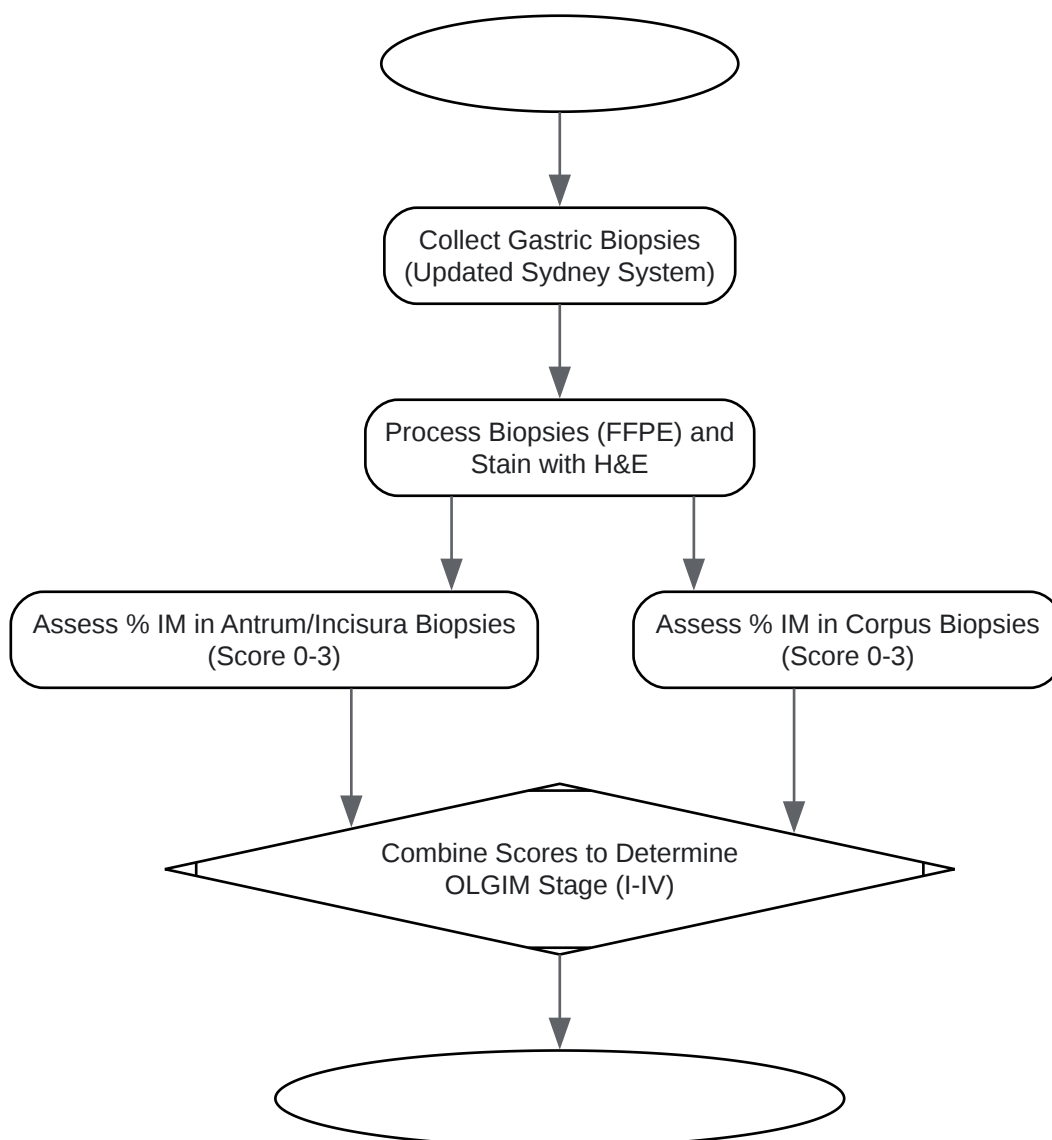 Collect Gastric Biopsies
(Updated Sydney System)
Process Biopsies (FFPE) and
Stain with H&E
Assess % IM in Antrum/Incisura Biopsies
(Score 0-3)
Assess % IM in Corpus Biopsies
(Score 0-3)
Combine Scores to Determine
OLGIM Stage (I-IV)